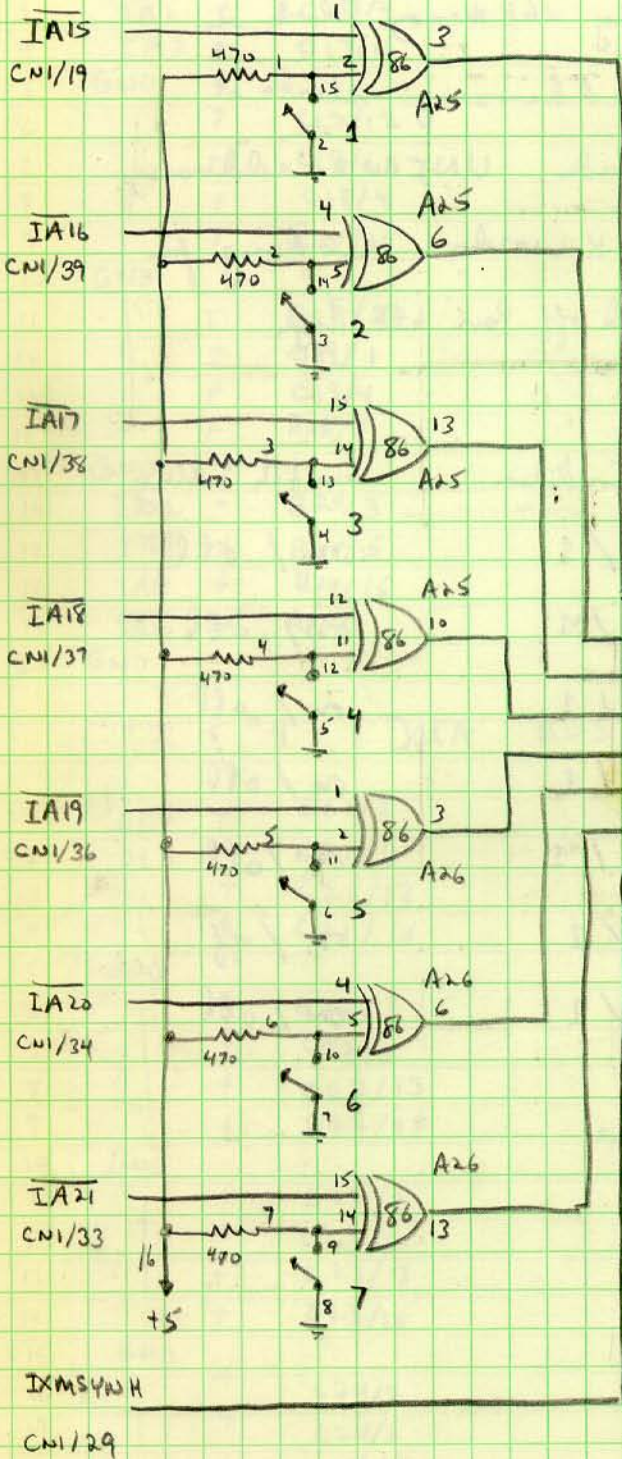 1
IA15
470 1 2 86 3
CN1/19
15
A25
2 1
4 A25
IA16
6
86
CN1/39
2 5
470 14
3 2
15
IA17
13
3 14 86
CN1/38
470 13 A25
4 3
A25
12
IA18
10
11 86
CN1/37
4
470 12
5 4
1
IA19
3
86
CN1/36
5 2
470 11
A26
6 5
4 A26
IA20
6
6 5 86
CN1/34
470 10
7 6
15 A26
IA21
7 14 86
CN1/33
13
16 470 9
8 7
+5
IXMSYN H
CN1/29